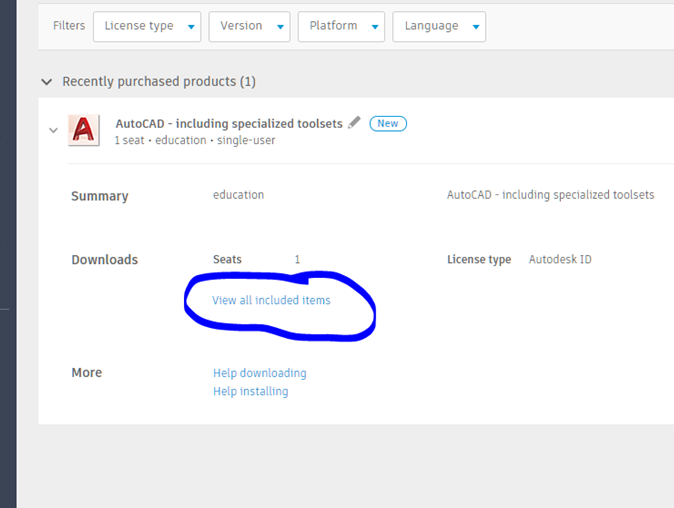 Filters License type Version Platform Language
Recently purchased products (1)
AutoCAD - including specialized toolsets New
1 seat • education • single-user
Summary education AutoCAD - including specialized toolsets
Downloads Seats 1 License type Autodesk ID
View all included items
More Help downloading
Help installing